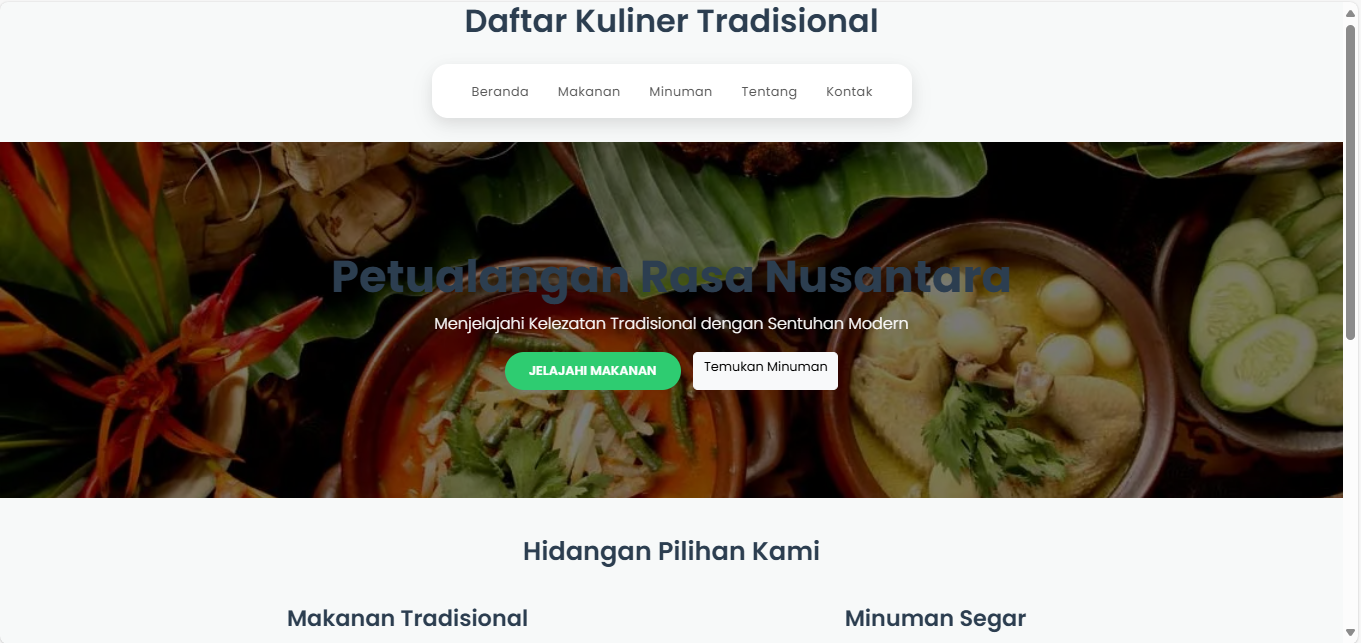 Daftar Kuliner Tradisional
Beranda Makanan Minuman Tentang Kontak
Petualangan Rasa Nusantara
Menjelajahi Kelezatan Tradisional dengan Sentuhan Modern
JELAJAHI MAKANAN Temukan Minuman
Hidangan Pilihan Kami
Makanan Tradisional Minuman Segar